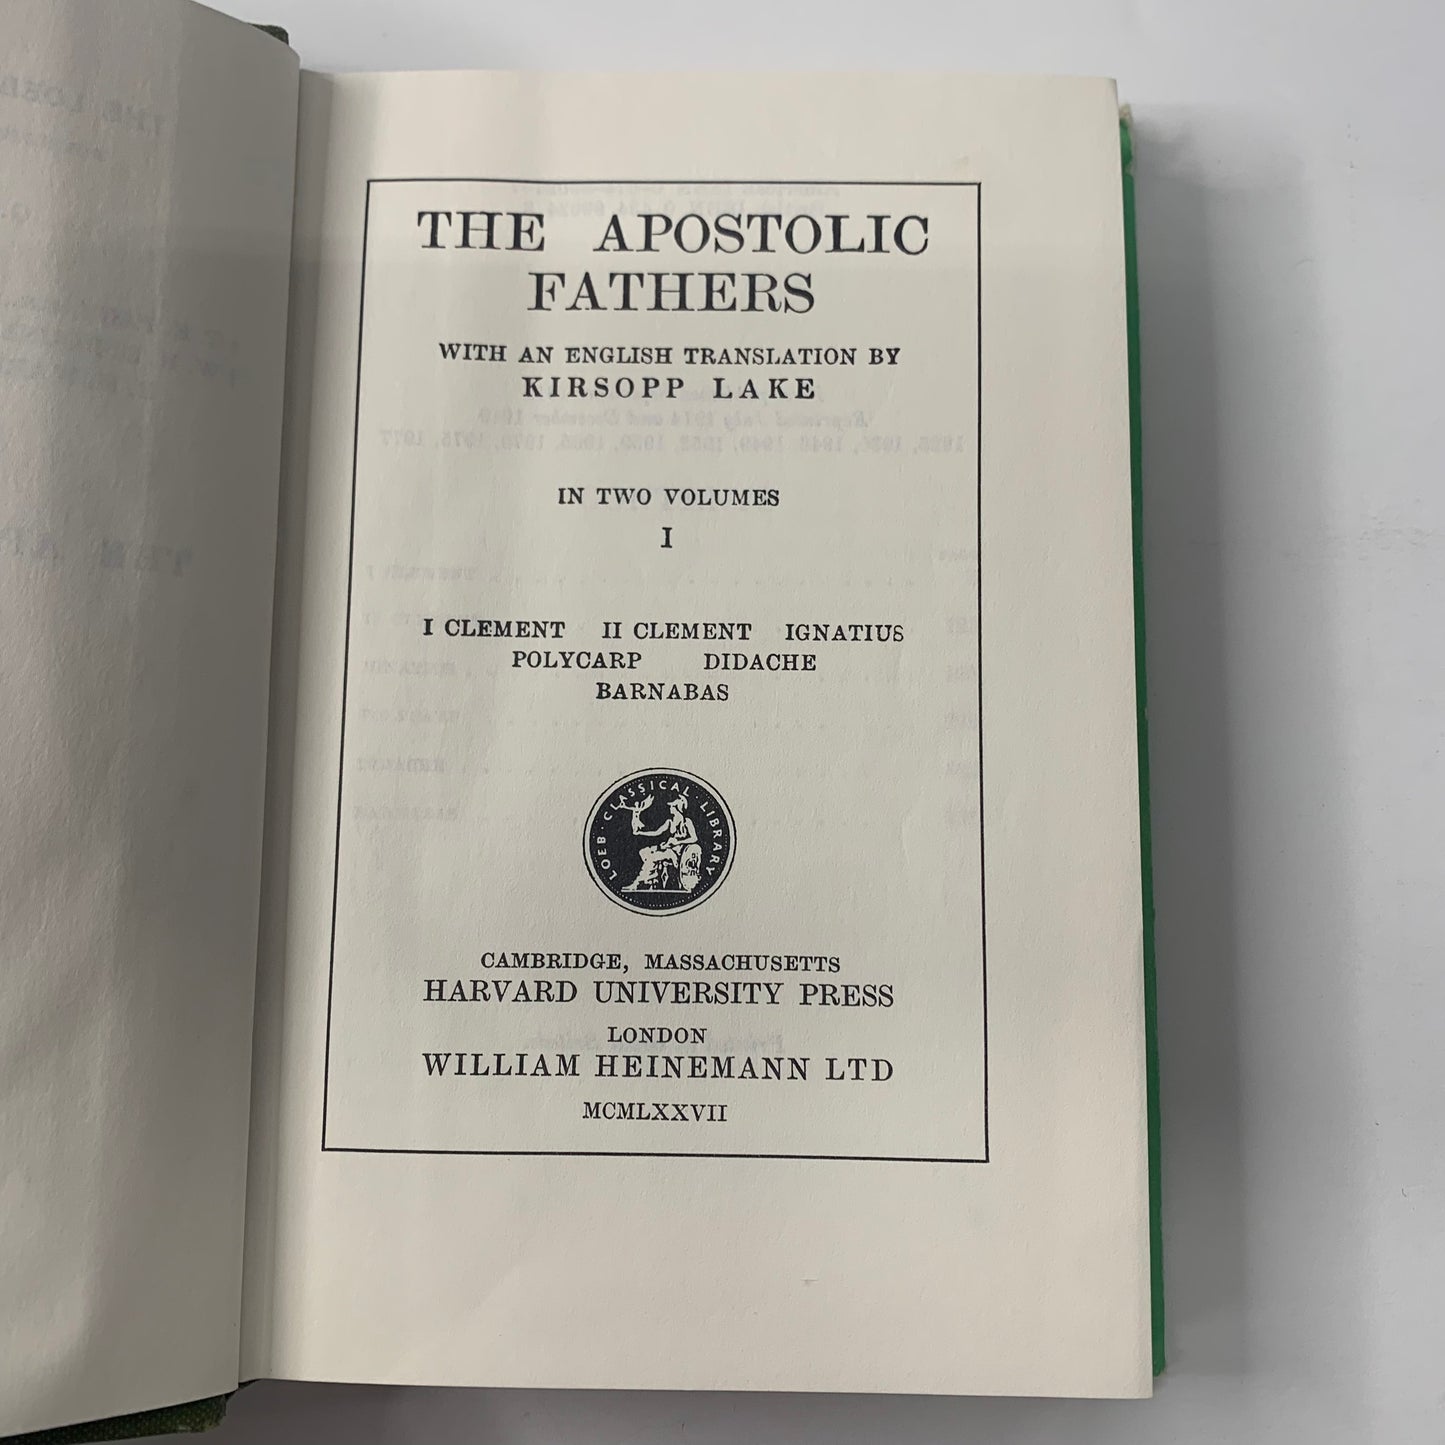 THE APOSTOLIC
FATHERS
WITH AN ENGLISH TRANSLATION BY
KIRSOPP LAKE
IN TWO VOLUMES
I
I CLEMENT II CLEMENT IGNATIUS
POLYCARP DIDACHE
BARNABAS
LOEB · CLASSICAL · LIBRARY
CAMBRIDGE, MASSACHUSETTS
HARVARD UNIVERSITY PRESS
LONDON
WILLIAM HEINEMANN LTD
MCMLXXVII